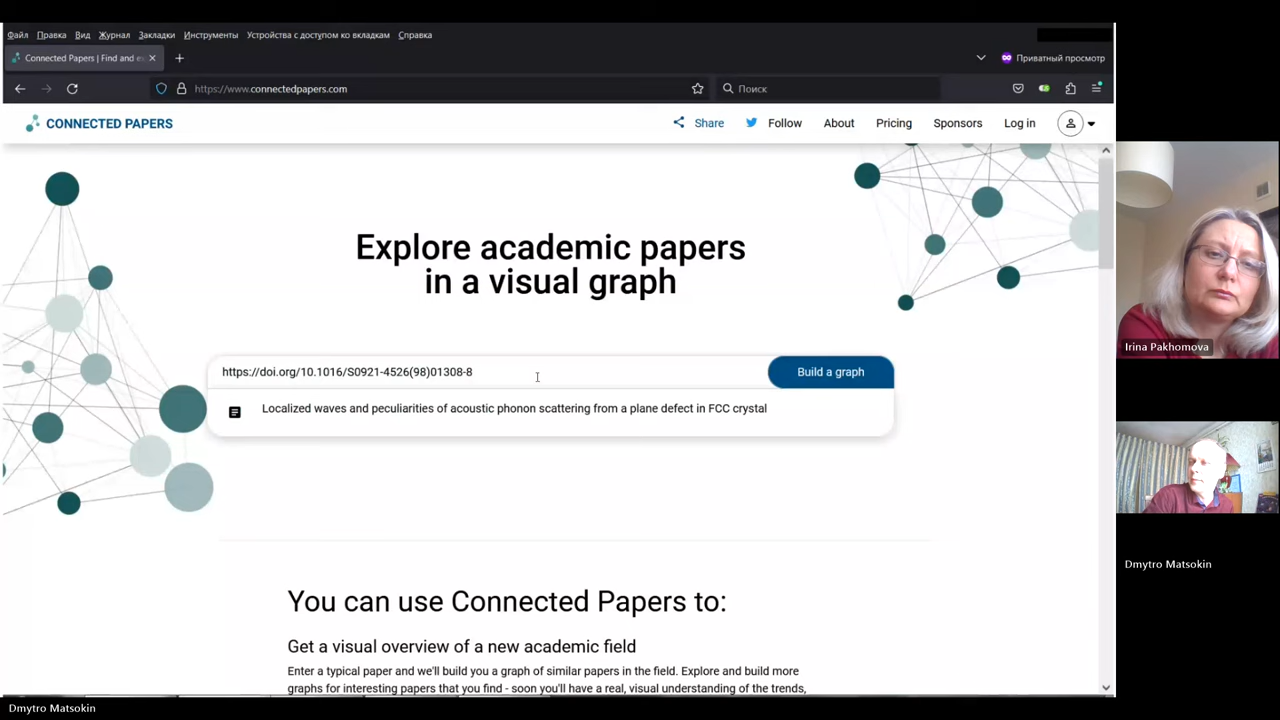 Файл Правка Вид Журнал Закладки Инструменты Устройства с доступом ко вкладкам Справка
Connected Papers | Find and e
Приватный просмотр
https://www.connectedpapers.com
Поиск
CONNECTED PAPERS
Share Follow About Pricing Sponsors Log in
Explore academic papers
in a visual graph
https://doi.org/10.1016/S0921-4526(98)01308-8
Build a graph
Localized waves and peculiarities of acoustic phonon scattering from a plane defect in FCC crystal
You can use Connected Papers to:
Get a visual overview of a new academic field
Enter a typical paper and we'll build you a graph of similar papers in the field. Explore and build more
graphs for interesting papers that you find - soon you'll have a real, visual understanding of the trends,
Irina Pakhomova
Dmytro Matsokin
Dmytro Matsokin